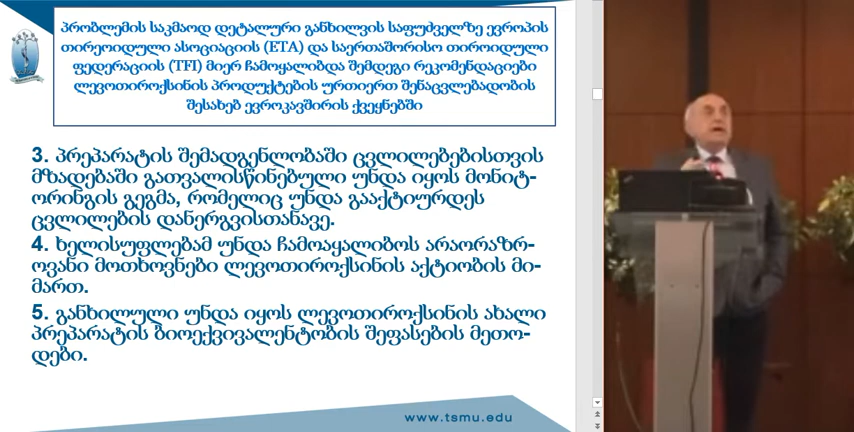 პრობლემის საკმაოდ დეტალური განხილვის საფუძველზე ევროპის
თირეოიდული ასოციაციის (ETA) და საერთაშორისო თიროიდული
ფედერაციის (TFI) მიერ ჩამოყალიბდა შემდეგი რეკომენდაციები
ლევოთიროქსინის პროდუქტების ურთიერთ შენაცვლებადობის
შესახებ ევროკავშირის ქვეყნებში
3. პრეპარატის შემადგენლობაში ცვლილებებისთვის
მზადებაში გათვალისწინებული უნდა იყოს მონიტ-
ორინგის გეგმა, რომელიც უნდა გააქტიურდეს
ცვლილების დანერგვისთანავე.
4. ხელისუფლებამ უნდა ჩამოაყალიბოს არაორაზრ-
ოვანი მოთხოვნები ლევოთიროქსინის აქტიობის მი-
მართ.
5. განხილული უნდა იყოს ლევოთიროქსინის ახალი
პრეპარატის ბიოექვივალენტობის შეფასების მეთო-
დები.
www.tsmu.edu